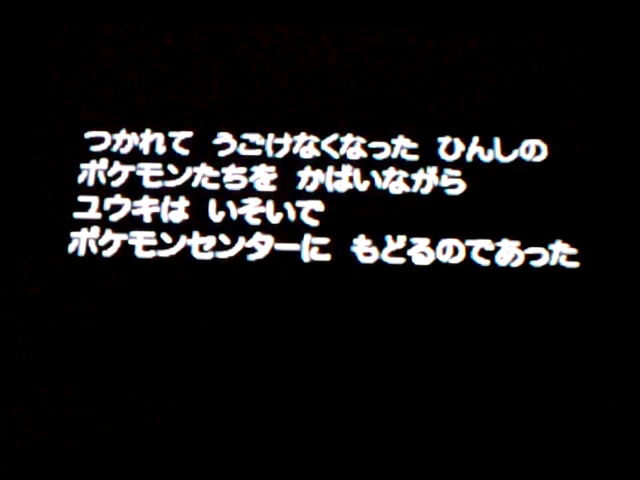 つかれて　うごけなくなった　ひんしの
ポケモンたちを　かばいながら
ユウキは　いそいで
ポケモンセンターに　もどるのであった